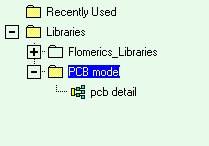 Recently Used
Libraries
Flomerics_Libraries
PCB model
pcb detail